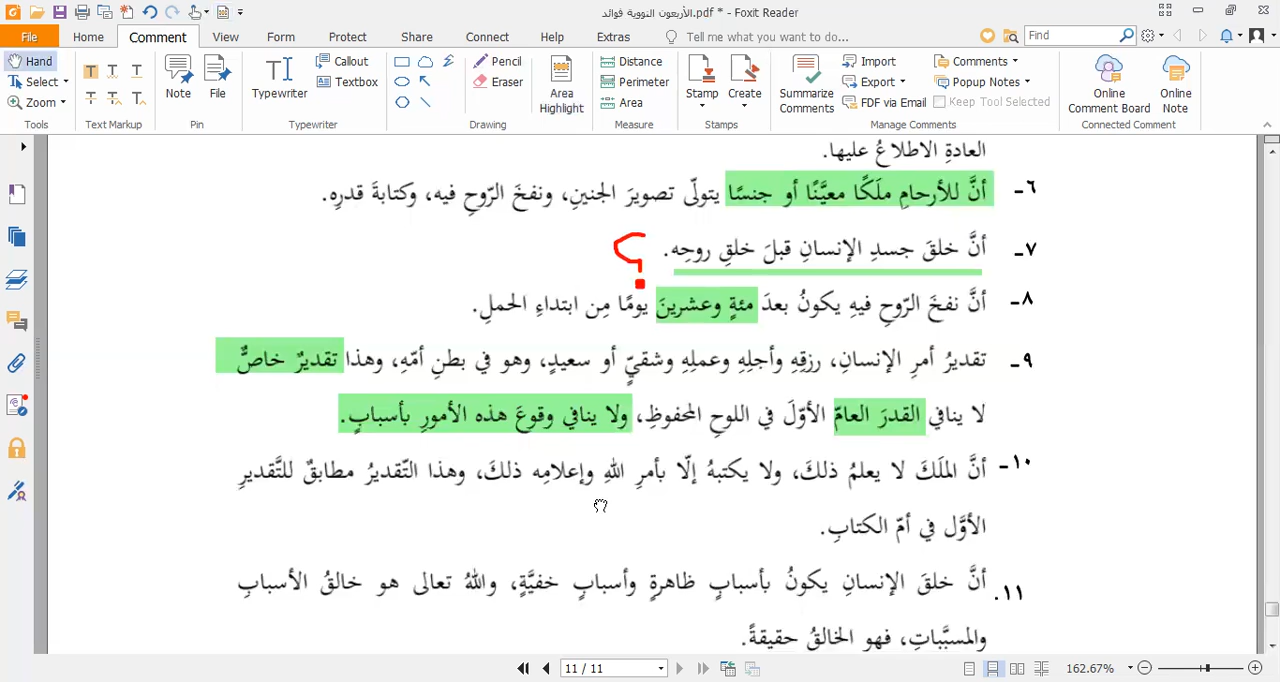 الأربعون النووية فوائد.pdf * - Foxit Reader
File Home Comment View Form Protect Share Connect Help Extras Tell me what you want to do... Find
Hand Select Zoom
Note File
Typewriter Callout Textbox
Pencil Eraser
Area Highlight
Distance Perimeter Area
Stamp Create
Summarize Comments
Import Export FDF via Email
Comments Popup Notes Keep Tool Selected
Online Comment Board Online Note
Tools Text Markup Pin Typewriter Drawing Measure Stamps Manage Comments Connected Comment
العادةِ الاطلاعُ عليها.
٦- أنَّ للأرحامِ ملَكًا معيَّنًا أو جنسًا يتولّى تصويرَ الجنينِ، ونفخَ الرّوحِ فيه، وكتابةَ قدرِه.
٧- أنَّ خلقَ جسدِ الإنسانِ قبلَ خلقِ روحِه. ؟
٨- أنَّ نفخَ الرّوحِ فيهِ يكونُ بعدَ مئةٍ وعشرينَ يومًا مِن ابتداءِ الحملِ.
٩- تقديرُ أمرِ الإنسانِ، رزقِهِ وأجلِهِ وعملِهِ وشقيّ أو سعيدٍ، وهو في بطنِ أمّهِ، وهذا تقديرٌ خاصٌّ
لا ينافي القدرَ العامّ الأوّلَ في اللوحِ المحفوظِ، ولا ينافي وقوعَ هذه الأمورِ بأسبابٍ.
١٠- أنَّ الملَكَ لا يعلمُ ذلكَ، ولا يكتبهُ إلّا بأمرِ اللهِ وإعلامِه ذلكَ، وهذا التّقديرُ مطابقٌ للتَّقديرِ
الأوَّل في أمّ الكتابِ.
١١. أنَّ خلقَ الإنسانِ يكونُ بأسبابٍ ظاهرةٍ وأسبابٍ خفيَّةٍ، واللهُ تعالى هو خالقُ الأسبابِ
والمسبَّباتِ، فهو الخالقُ حقيقةً.
11 / 11 162.67%